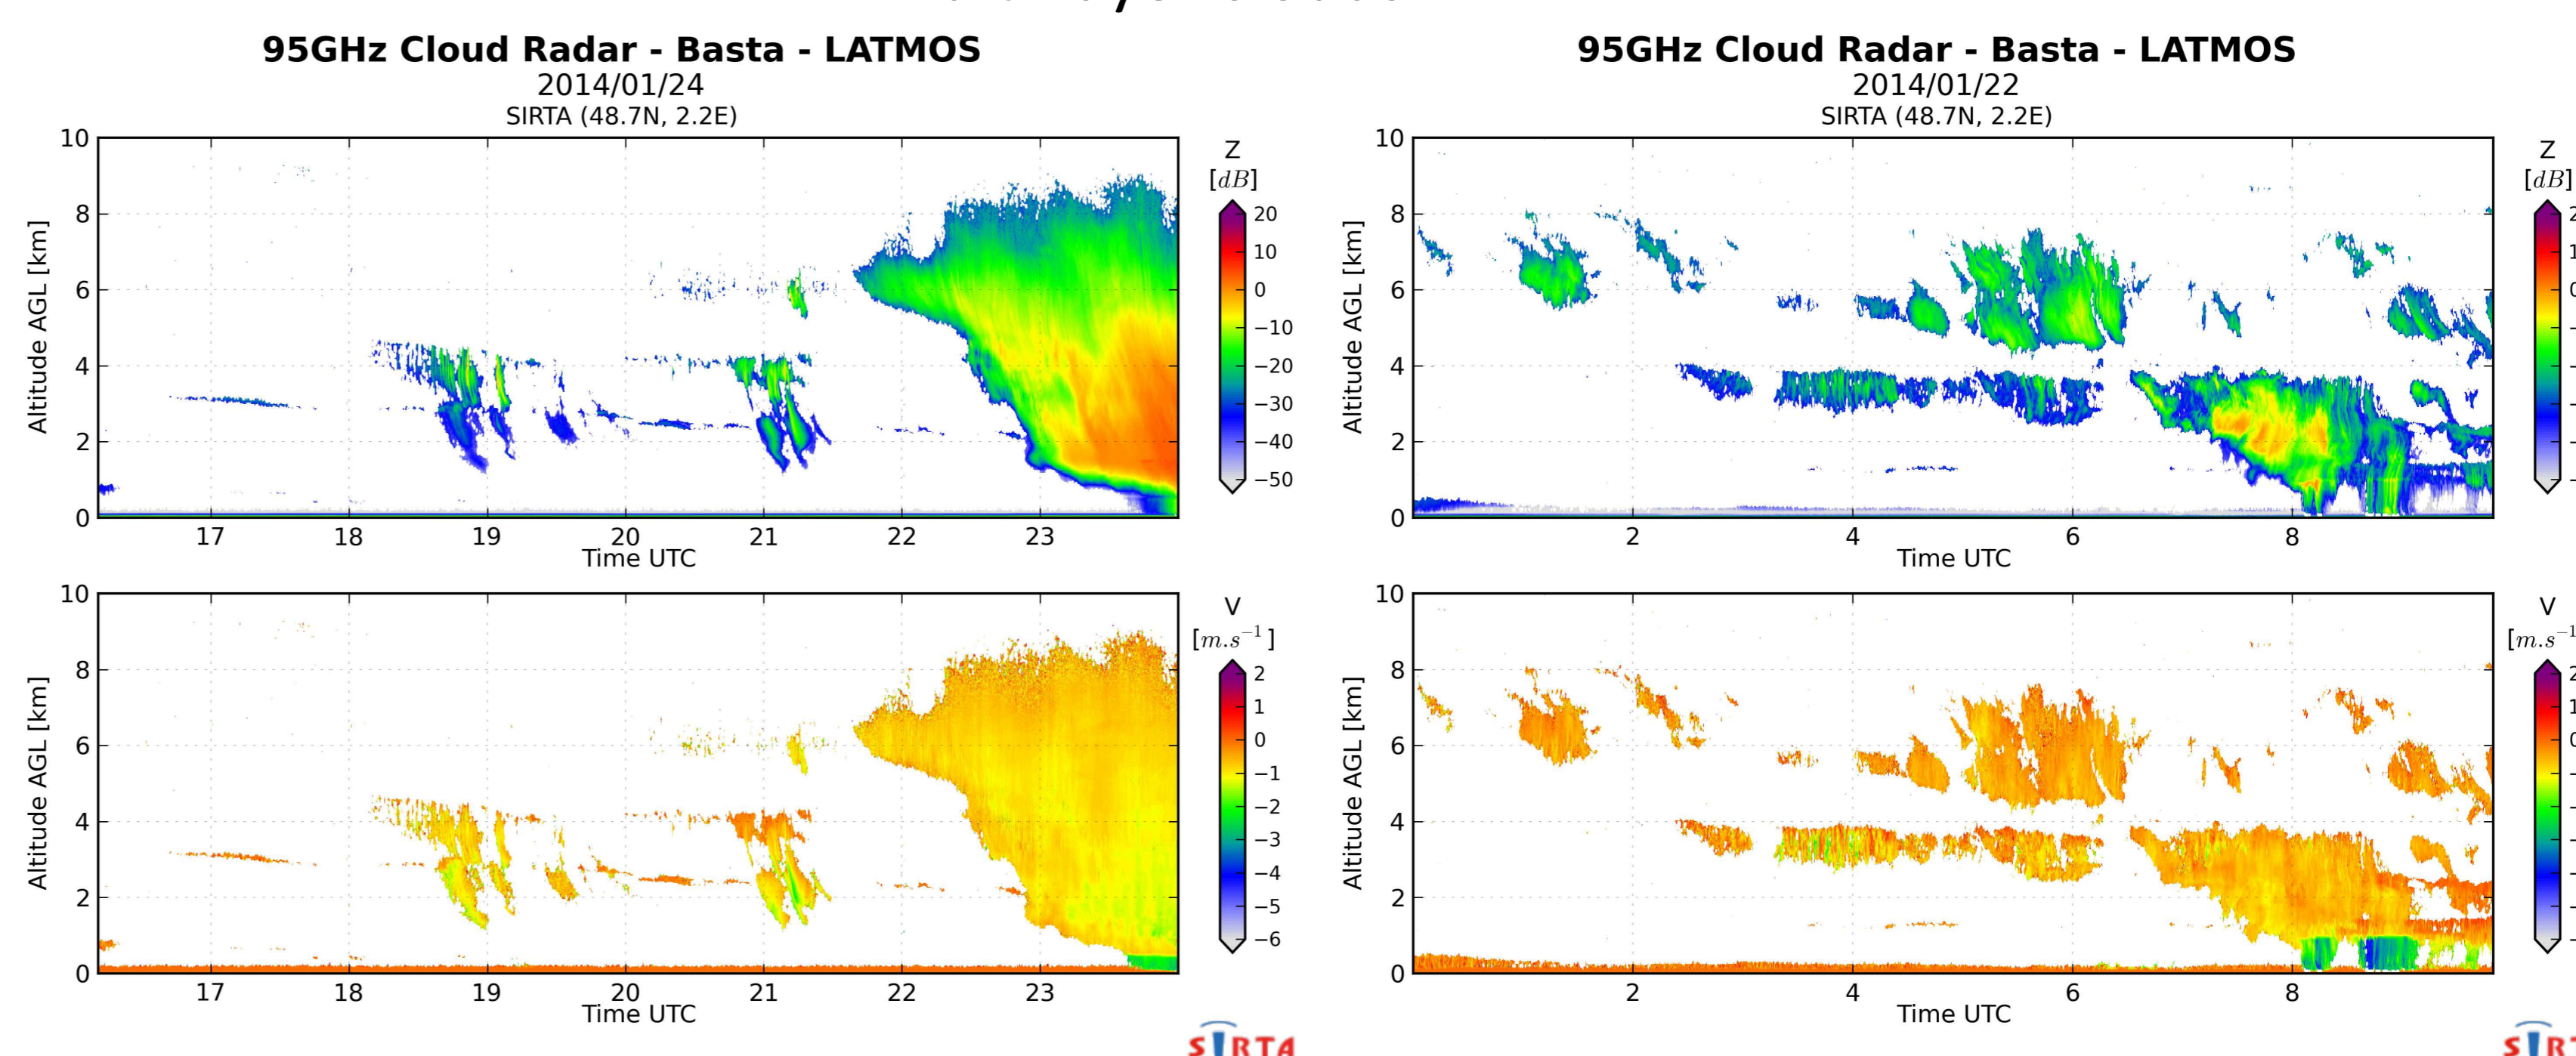 95GHz Cloud Radar - Basta - LATMOS
2014/01/24
SIRTA (48.7N, 2.2E)
Altitude AGL [km]
10
8
6
4
2
0
17 18 19 20 21 22 23
Time UTC
Z
[dB]
20
10
0
−10
−20
−30
−40
−50
95GHz Cloud Radar - Basta - LATMOS
2014/01/22
SIRTA (48.7N, 2.2E)
Altitude AGL [km]
10
8
6
4
2
0
2 4 6 8
Time UTC
Z
[dB]
Altitude AGL [km]
10
8
6
4
2
0
17 18 19 20 21 22 23
Time UTC
V
[m.s−1]
2
1
0
−1
−2
−3
−4
−5
−6
Altitude AGL [km]
10
8
6
4
2
0
2 4 6 8
Time UTC
V
[m.s−1
SIRTA